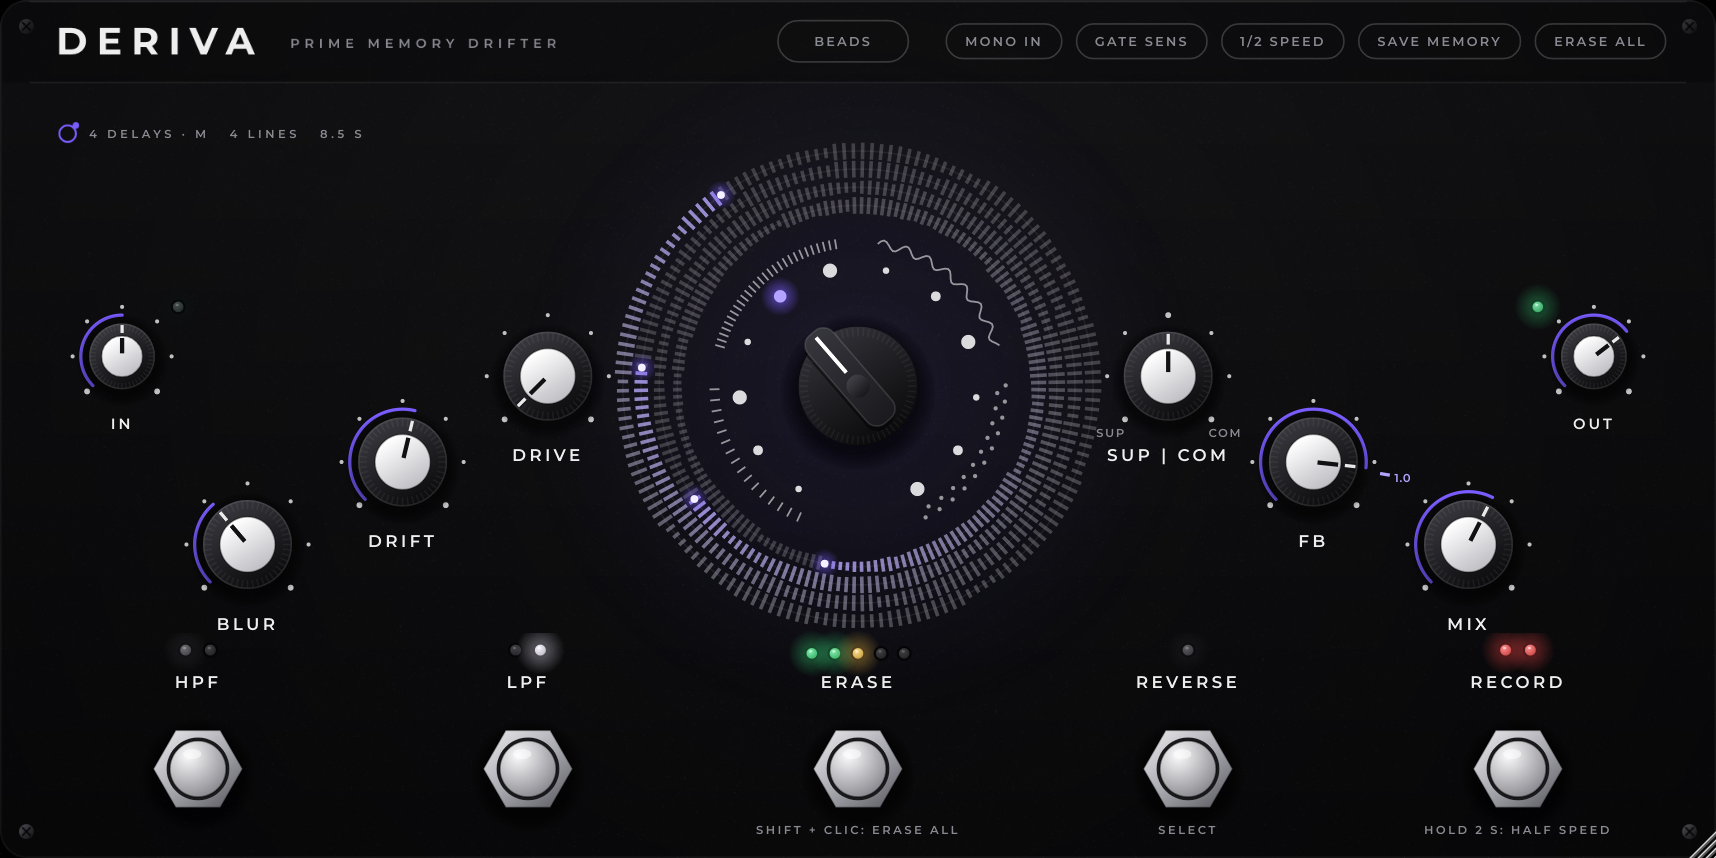 DERIVA PRIME MEMORY DRIFTER BEADS MONO IN GATE SENS 1/2 SPEED SAVE MEMORY ERASE ALL
4 DELAYS · M 4 LINES 8.5 S
IN
OUT
SUP COM
DRIVE
SUP | COM
1.0
DRIFT
FB
BLUR
MIX
HPF
LPF
ERASE
REVERSE
RECORD
SHIFT + CLIC: ERASE ALL
SELECT
HOLD 2 S: HALF SPEED